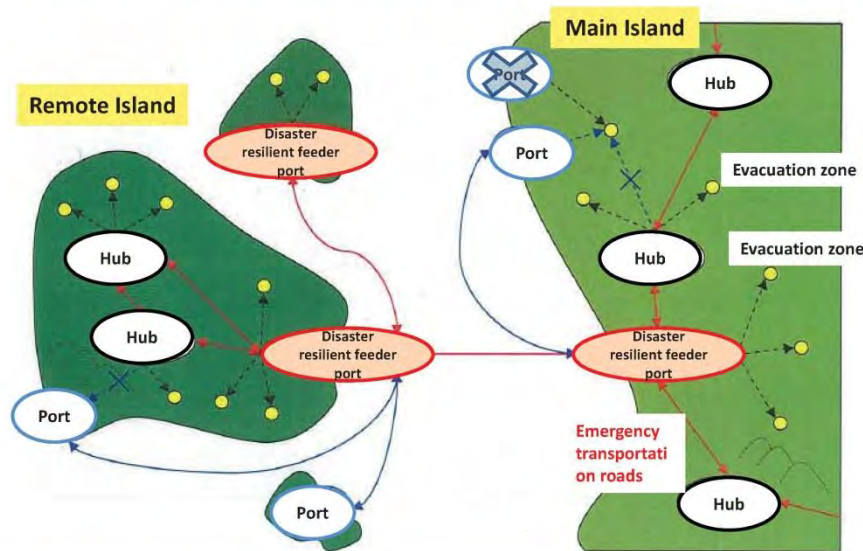 Main Island
Port
Hub
Remote Island
Disaster
resilient feeder
port
Port
Evacuation zone
Hub
Hub
Evacuation zone
Hub
Disaster
resilient feeder
port
Disaster
resilient feeder
port
Port
Emergency
transportati
on roads
Hub
Port